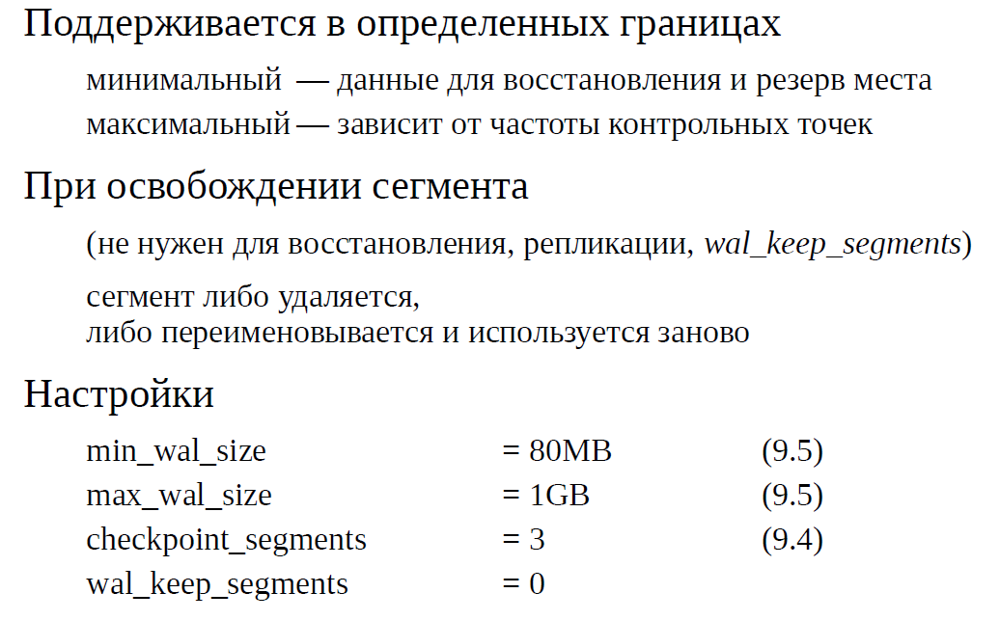 Поддерживается в определенных границах
минимальный — данные для восстановления и резерв места
максимальный — зависит от частоты контрольных точек
При освобождении сегмента
(не нужен для восстановления, репликации, wal_keep_segments)
сегмент либо удаляется,
либо переименовывается и используется заново
Настройки
min_wal_size = 80MB (9.5)
max_wal_size = 1GB (9.5)
checkpoint_segments = 3 (9.4)
wal_keep_segments = 0